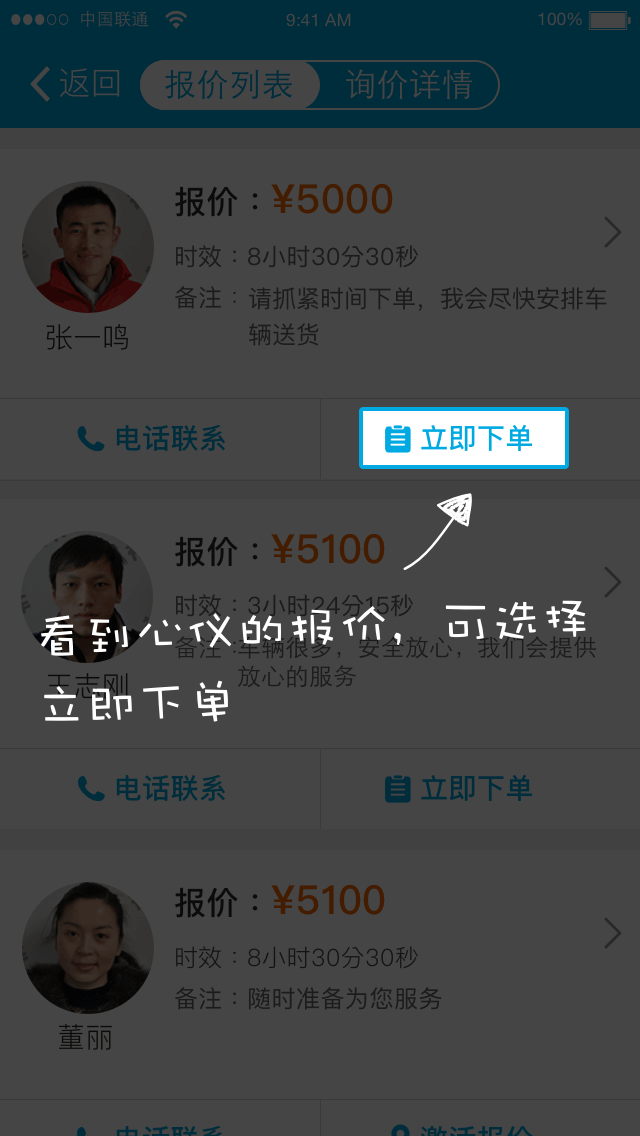 中国联通 9:41 AM 100%
返回 报价列表 询价详情
报价：¥5000
时效：8小时30分30秒
备注：请抓紧时间下单，我会尽快安排车
辆送货
张一鸣
电话联系 立即下单
报价：¥5100
时效：3小时24分15秒
看到心仪的报价，可选择
备注：车辆很多，安全放心，我们会提供
放心的服务
王志刚
立即下单
电话联系 立即下单
报价：¥5100
时效：8小时30分30秒
备注：随时准备为您服务
董丽
电话联系 邀活报价